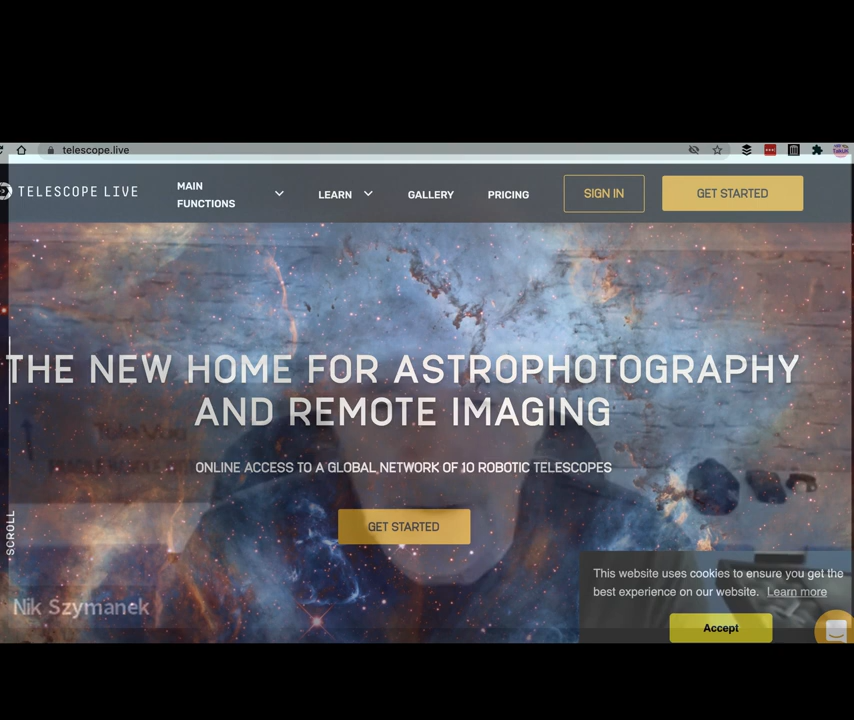 telescope.live
TELESCOPE LIVE
MAIN FUNCTIONS
LEARN
GALLERY
PRICING
SIGN IN
GET STARTED
THE NEW HOME FOR ASTROPHOTOGRAPHY
AND REMOTE IMAGING
ONLINE ACCESS TO A GLOBAL NETWORK OF 10 ROBOTIC TELESCOPES
GET STARTED
SCROLL
Nik Szymanek
This website uses cookies to ensure you get the
best experience on our website. Learn more
Accept